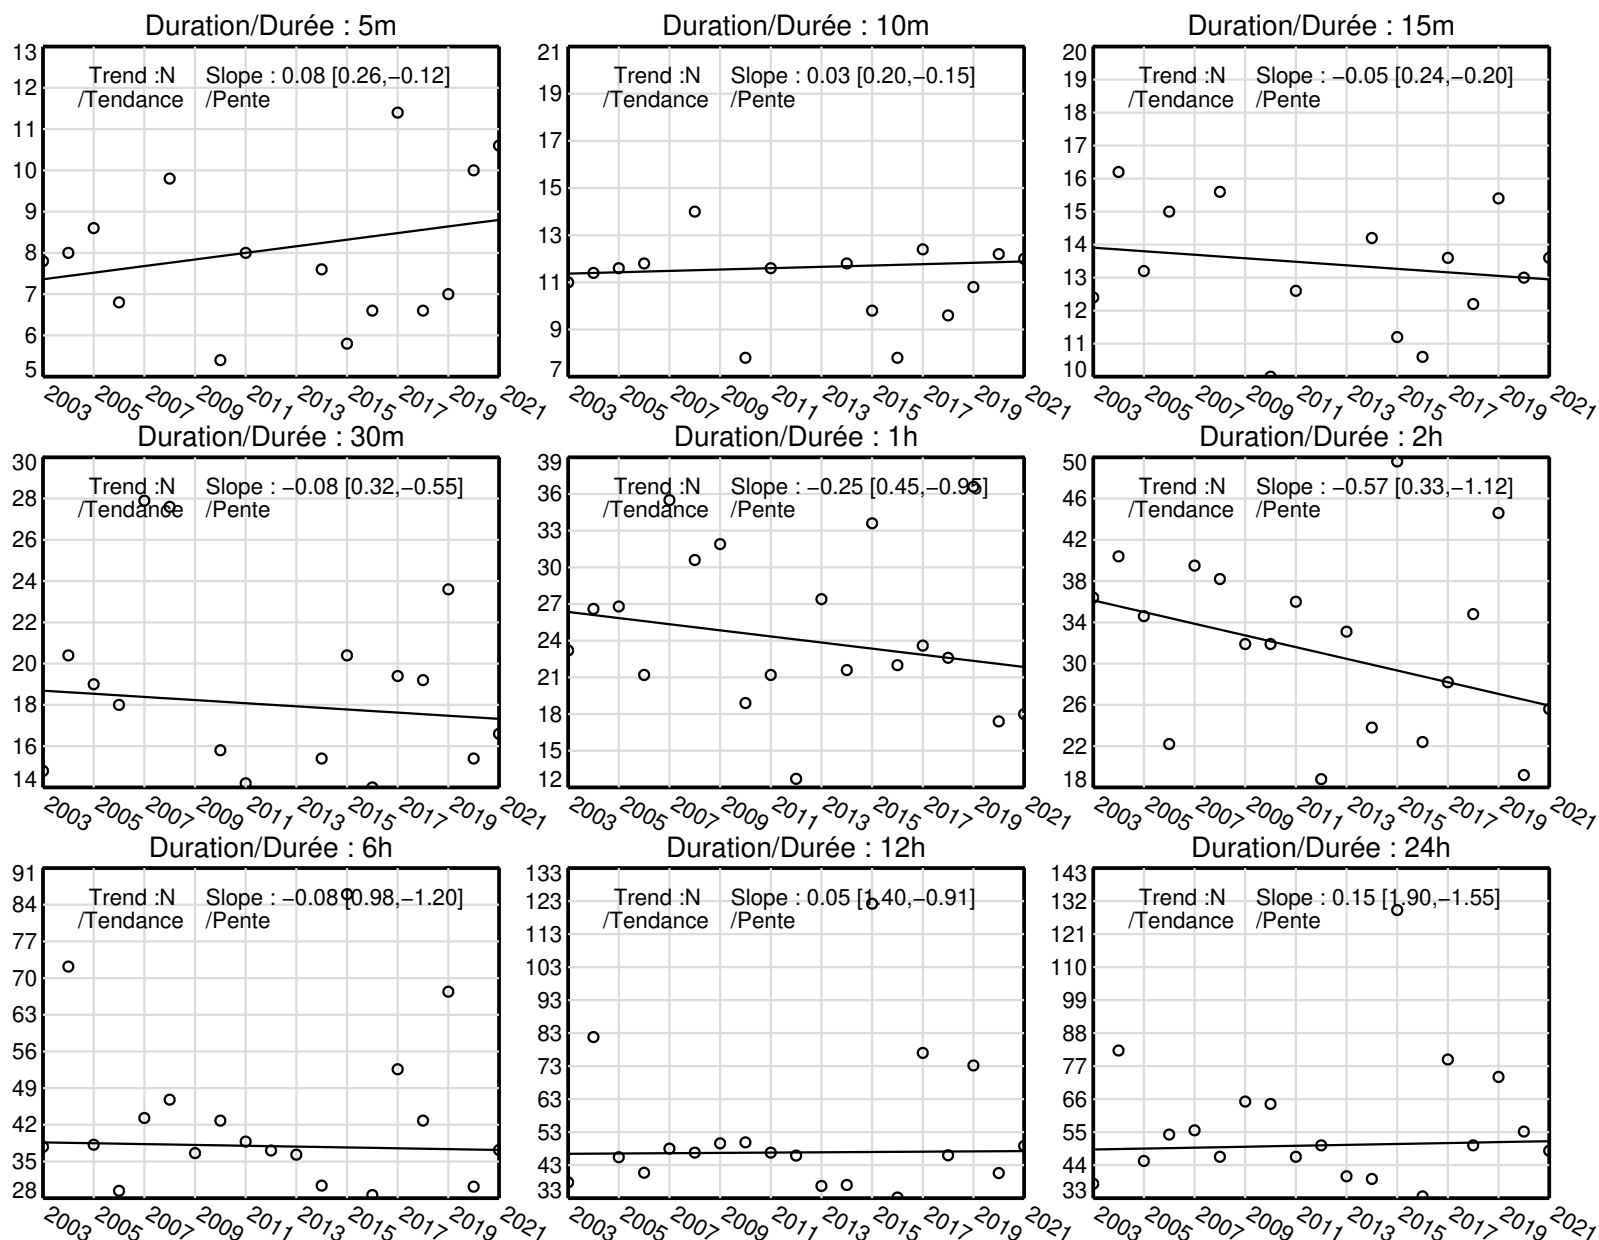 Duration/Durée : 5m
13
12
11
10
9
8
7
6
5
Trend :N Slope : 0.08 [0.26,−0.12]
/Tendance /Pente
2003 2005 2007 2009 2011 2013 2015 2017 2019 2021
Duration/Durée : 10m
21
19
17
15
13
11
9
7
Trend :N Slope : 0.03 [0.20,−0.15]
/Tendance /Pente
2003 2005 2007 2009 2011 2013 2015 2017 2019 2021
Duration/Durée : 15m
20
19
18
17
16
15
14
13
12
11
10
Trend :N Slope : −0.05 [0.24,−0.20]
/Tendance /Pente
2003 2005 2007 2009 2011 2013 2015 2017 2019 2021
Duration/Durée : 30m
30
28
26
24
22
20
18
16
14
Trend :N Slope : −0.08 [0.32,−0.55]
/Tendance /Pente
2003 2005 2007 2009 2011 2013 2015 2017 2019 2021
Duration/Durée : 1h
39
36
33
30
27
24
21
18
15
12
Trend :N Slope : −0.25 [0.45,−0.95]
/Tendance /Pente
2003 2005 2007 2009 2011 2013 2015 2017 2019 2021
Duration/Durée : 2h
50
46
42
38
34
30
26
22
18
Trend :N Slope : −0.57 [0.33,−1.12]
/Tendance /Pente
2003 2005 2007 2009 2011 2013 2015 2017 2019 2021
Duration/Durée : 6h
91
84
77
70
63
56
49
42
35
28
Trend :N Slope : −0.08 [0.98,−1.20]
/Tendance /Pente
2003 2005 2007 2009 2011 2013 2015 2017 2019 2021
Duration/Durée : 12h
133
123
113
103
93
83
73
63
53
43
33
Trend :N Slope : 0.05 [1.40,−0.91]
/Tendance /Pente
2003 2005 2007 2009 2011 2013 2015 2017 2019 2021
Duration/Durée : 24h
143
132
121
110
99
88
77
66
55
44
33
Trend :N Slope : 0.15 [1.90,−1.55]
/Tendance /Pente
2003 2005 2007 2009 2011 2013 2015 2017 2019 2021